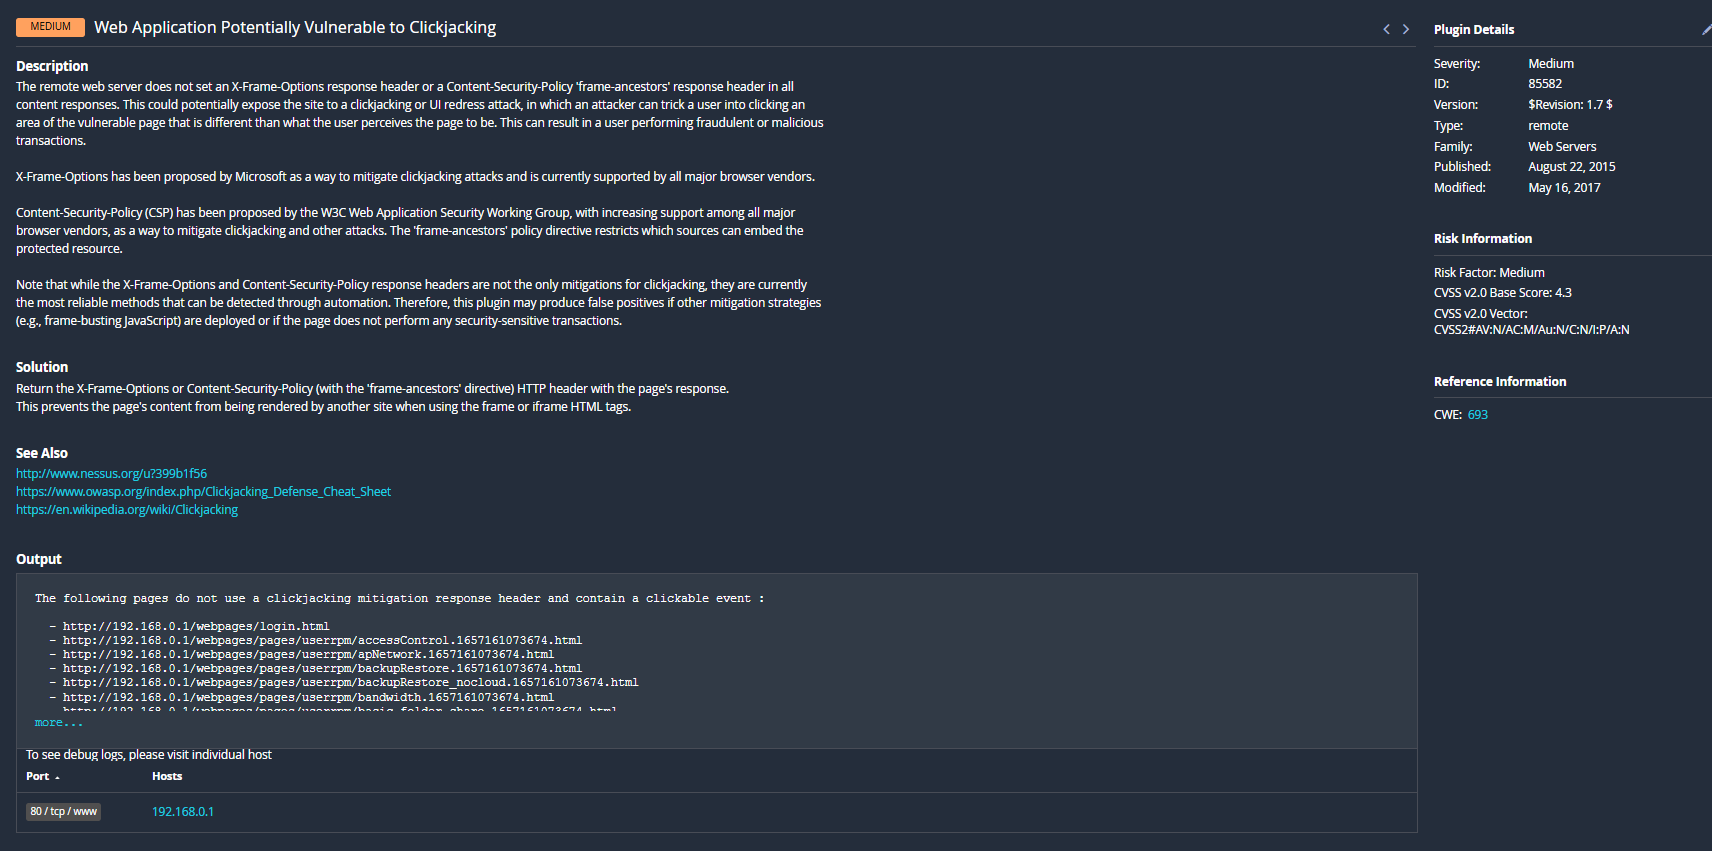 MEDIUM Web Application Potentially Vulnerable to Clickjacking
Description
The remote web server does not set an X-Frame-Options response header or a Content-Security-Policy 'frame-ancestors' response header in all
content responses. This could potentially expose the site to a clickjacking or UI redress attack, in which an attacker can trick a user into clicking an
area of the vulnerable page that is different than what the user perceives the page to be. This can result in a user performing fraudulent or malicious
transactions.
X-Frame-Options has been proposed by Microsoft as a way to mitigate clickjacking attacks and is currently supported by all major browser vendors.
Content-Security-Policy (CSP) has been proposed by the W3C Web Application Security Working Group, with increasing support among all major
browser vendors, as a way to mitigate clickjacking and other attacks. The 'frame-ancestors' policy directive restricts which sources can embed the
protected resource.
Note that while the X-Frame-Options and Content-Security-Policy response headers are not the only mitigations for clickjacking, they are currently
the most reliable methods that can be detected through automation. Therefore, this plugin may produce false positives if other mitigation strategies
(e.g., frame-busting JavaScript) are deployed or if the page does not perform any security-sensitive transactions.
Solution
Return the X-Frame-Options or Content-Security-Policy (with the 'frame-ancestors' directive) HTTP header with the page's response.
This prevents the page's content from being rendered by another site when using the frame or iframe HTML tags.
See Also
http://www.nessus.org/u?399b1f56
https://www.owasp.org/index.php/Clickjacking_Defense_Cheat_Sheet
https://en.wikipedia.org/wiki/Clickjacking
Output
The following pages do not use a clickjacking mitigation response header and contain a clickable event :
- http://192.168.0.1/webpages/login.html
- http://192.168.0.1/webpages/pages/userrpm/accessControl.1657161073674.html
- http://192.168.0.1/webpages/pages/userrpm/apNetwork.1657161073674.html
- http://192.168.0.1/webpages/pages/userrpm/backupRestore.1657161073674.html
- http://192.168.0.1/webpages/pages/userrpm/backupRestore_nocloud.1657161073674.html
- http://192.168.0.1/webpages/pages/userrpm/bandwidth.1657161073674.html
- http://192.168.0.1/webpages/pages/userrpm/basic_folder_share.1657161073674.html
more...
To see debug logs, please visit individual host
Port Hosts
80 / tcp / www 192.168.0.1
Plugin Details
Severity: Medium
ID: 85582
Version: $Revision: 1.7 $
Type: remote
Family: Web Servers
Published: August 22, 2015
Modified: May 16, 2017
Risk Information
Risk Factor: Medium
CVSS v2.0 Base Score: 4.3
CVSS v2.0 Vector:
CVSS2#AV:N/AC:M/Au:N/C:N/I:P/A:N
Reference Information
CWE: 693